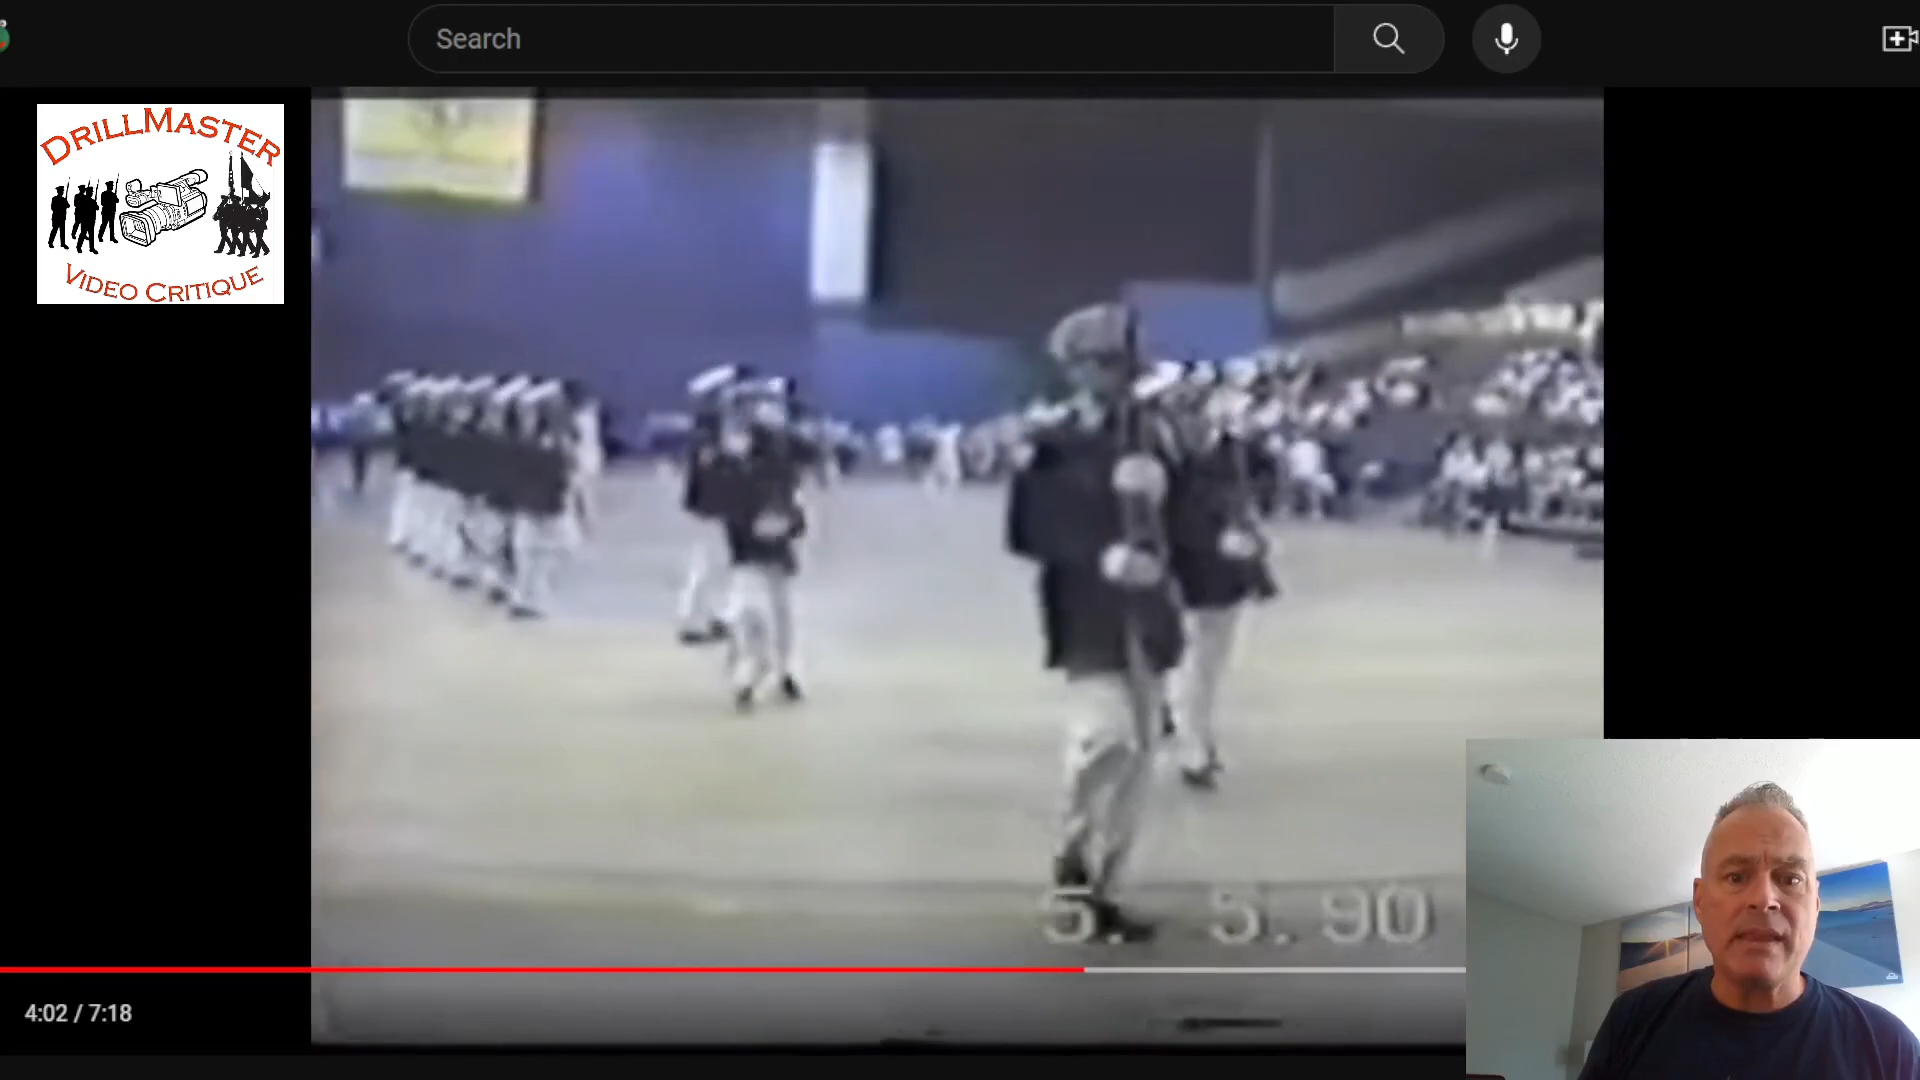 Search
DRILLMASTER
VIDEO CRITIQUE
5. 5. 90
4:02 / 7:18